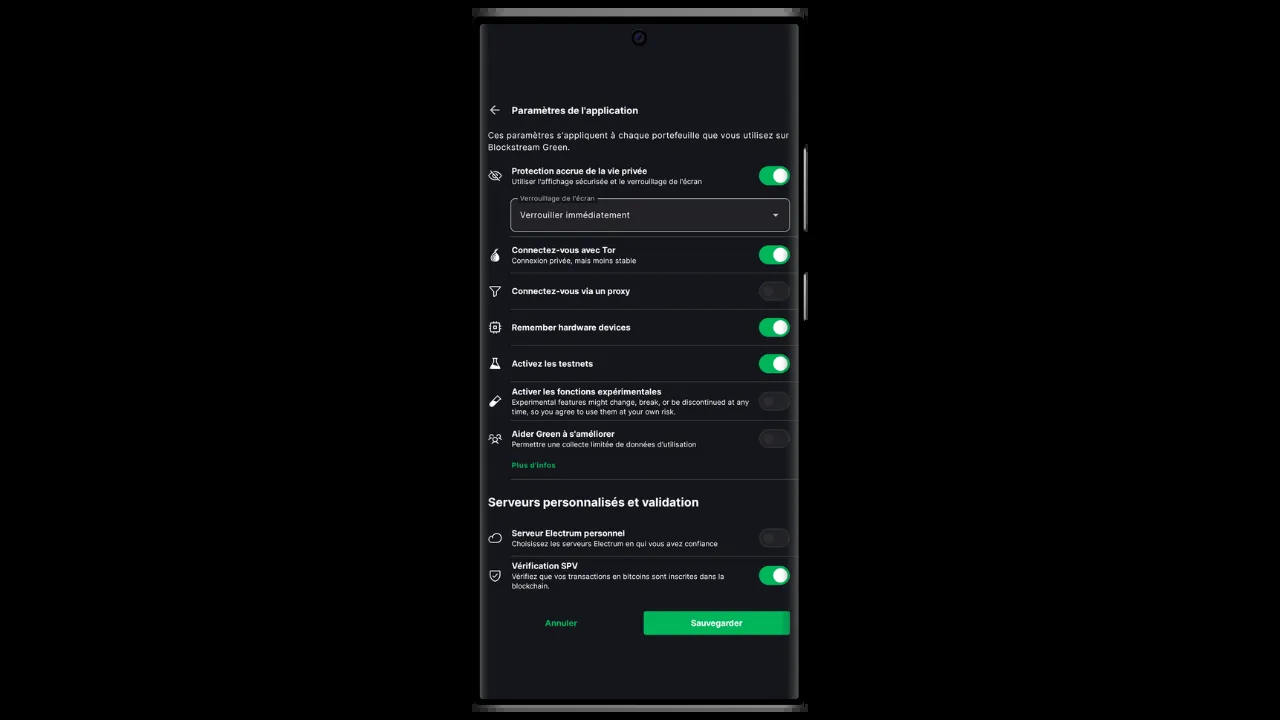 Paramètres de l'application
Ces paramètres s'appliquent à chaque portefeuille que vous utilisez sur
Blockstream Green.
Protection accrue de la vie privée
Utiliser l'affichage sécurisée et le verrouillage de l'écran
Verrouillage de l'écran
Verrouiller immédiatement
Connectez-vous avec Tor
Connexion privée, mais moins stable
Connectez-vous via un proxy
Remember hardware devices
Activez les testnets
Activer les fonctions expérimentales
Experimental features might change, break, or be discontinued at any
time, so you agree to use them at your own risk.
Aider Green à s'améliorer
Permettre une collecte limitée de données d'utilisation
Plus d'infos
Serveurs personnalisés et validation
Serveur Electrum personnel
Choisissez les serveurs Electrum en qui vous avez confiance
Vérification SPV
Vérifiez que vos transactions en bitcoins sont inscrites dans la
blockchain.
Annuler
Sauvegarder